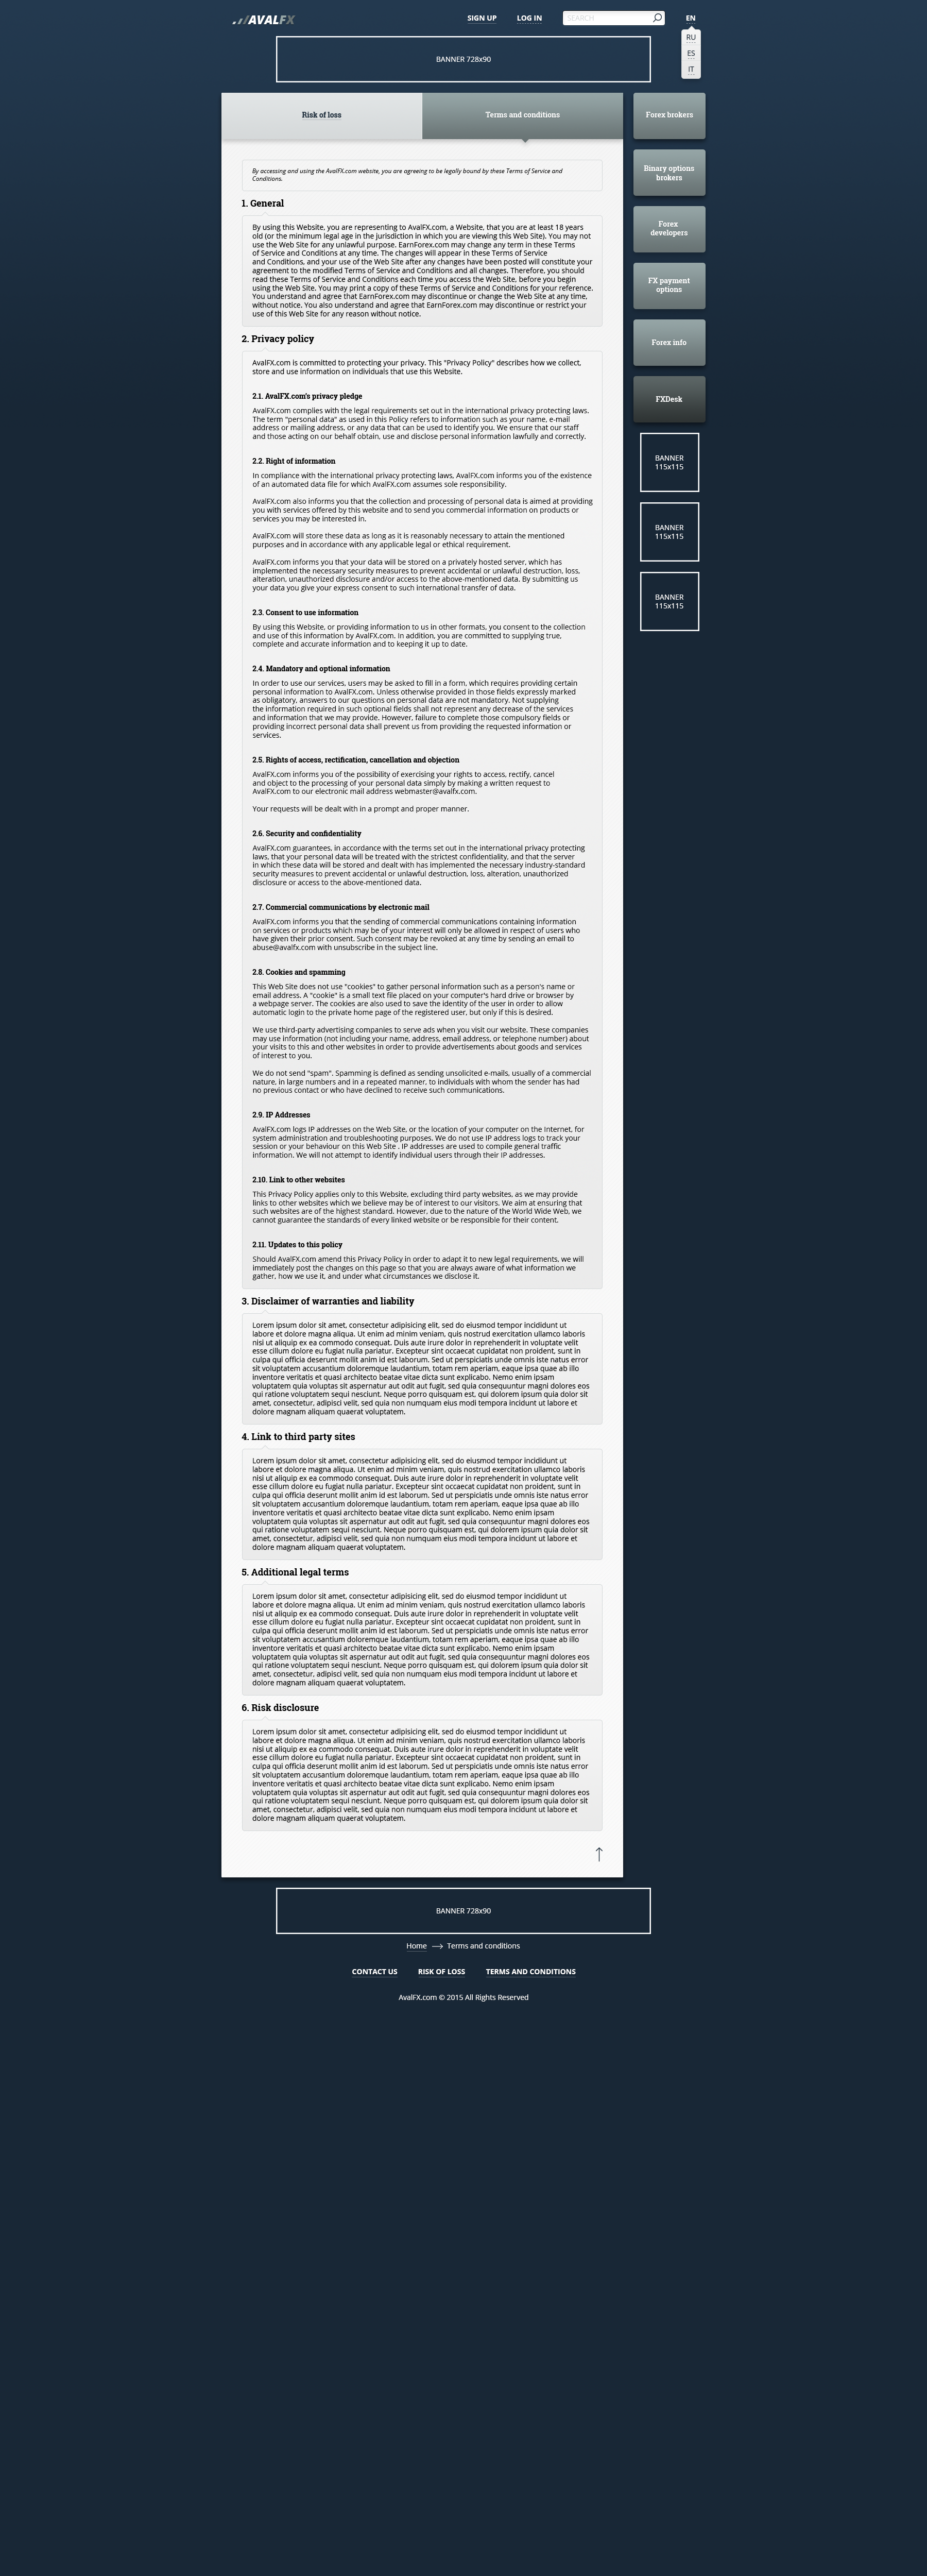 AVALFX
SIGN UP
LOG IN
SEARCH
EN
RU
ES
IT
BANNER 728x90
Risk of loss
Terms and conditions
Forex brokers
Binary options
brokers
Forex
developers
FX payment
options
Forex info
FXDesk
BANNER
115x115
BANNER
115x115
BANNER
115x115
By accessing and using the AvalFX.com website, you are agreeing to be legally bound by these Terms of Service and
Conditions.
1. General
By using this Website, you are representing to AvalFX.com, a Website, that you are at least 18 years
old (or the minimum legal age in the jurisdiction in which you are viewing this Web Site). You may not
use the Web Site for any unlawful purpose. EarnForex.com may change any term in these Terms
of Service and Conditions at any time. The changes will appear in these Terms of Service
and Conditions, and your use of the Web Site after any changes have been posted will constitute your
agreement to the modified Terms of Service and Conditions and all changes. Therefore, you should
read these Terms of Service and Conditions each time you access the Web Site, before you begin
using the Web Site. You may print a copy of these Terms of Service and Conditions for your reference.
You understand and agree that EarnForex.com may discontinue or change the Web Site at any time,
without notice. You also understand and agree that EarnForex.com may discontinue or restrict your
use of this Web Site for any reason without notice.
2. Privacy policy
AvalFX.com is committed to protecting your privacy. This "Privacy Policy" describes how we collect,
store and use information on individuals that use this Website.
2.1. AvalFX.com's privacy pledge
AvalFX.com complies with the legal requirements set out in the international privacy protecting laws.
The term "personal data" as used in this Policy refers to information such as your name, e-mail
address or mailing address, or any data that can be used to identify you. We ensure that our staff
and those acting on our behalf obtain, use and disclose personal information lawfully and correctly.
2.2. Right of information
In compliance with the international privacy protecting laws, AvalFX.com informs you of the existence
of an automated data file for which AvalFX.com assumes sole responsibility.
AvalFX.com also informs you that the collection and processing of personal data is aimed at providing
you with services offered by this website and to send you commercial information on products or
services you may be interested in.
AvalFX.com will store these data as long as it is reasonably necessary to attain the mentioned
purposes and in accordance with any applicable legal or ethical requirement.
AvalFX.com informs you that your data will be stored on a privately hosted server, which has
implemented the necessary security measures to prevent accidental or unlawful destruction, loss,
alteration, unauthorized disclosure and/or access to the above-mentioned data. By submitting us
your data you give your express consent to such international transfer of data.
2.3. Consent to use information
By using this Website, or providing information to us in other formats, you consent to the collection
and use of this information by AvalFX.com. In addition, you are committed to supplying true,
complete and accurate information and to keeping it up to date.
2.4. Mandatory and optional information
In order to use our services, users may be asked to fill in a form, which requires providing certain
personal information to AvalFX.com. Unless otherwise provided in those fields expressly marked
as obligatory, answers to our questions on personal data are not mandatory. Not supplying
the information required in such optional fields shall not represent any decrease of the services
and information that we may provide. However, failure to complete those compulsory fields or
providing incorrect personal data shall prevent us from providing the requested information or
services.
2.5. Rights of access, rectification, cancellation and objection
AvalFX.com informs you of the possibility of exercising your rights to access, rectify, cancel
and object to the processing of your personal data simply by making a written request to
AvalFX.com to our electronic mail address webmaster@avalfx.com.
Your requests will be dealt with in a prompt and proper manner.
2.6. Security and confidentiality
AvalFX.com guarantees, in accordance with the terms set out in the international privacy protecting
laws, that your personal data will be treated with the strictest confidentiality, and that the server
in which these data will be stored and dealt with has implemented the necessary industry-standard
security measures to prevent accidental or unlawful destruction, loss, alteration, unauthorized
disclosure or access to the above-mentioned data.
2.7. Commercial communications by electronic mail
AvalFX.com informs you that the sending of commercial communications containing information
on services or products which may be of your interest will only be allowed in respect of users who
have given their prior consent. Such consent may be revoked at any time by sending an email to
abuse@avalfx.com with unsubscribe in the subject line.
2.8. Cookies and spamming
This Web Site does not use "cookies" to gather personal information such as a person's name or
email address. A "cookie" is a small text file placed on your computer's hard drive or browser by
a webpage server. The cookies are also used to save the identity of the user in order to allow
automatic login to the private home page of the registered user, but only if this is desired.
We use third-party advertising companies to serve ads when you visit our website. These companies
may use information (not including your name, address, email address, or telephone number) about
your visits to this and other websites in order to provide advertisements about goods and services
of interest to you.
We do not send "spam". Spamming is defined as sending unsolicited e-mails, usually of a commercial
nature, in large numbers and in a repeated manner, to individuals with whom the sender has had
no previous contact or who have declined to receive such communications.
2.9. IP Addresses
AvalFX.com logs IP addresses on the Web Site, or the location of your computer on the Internet, for
system administration and troubleshooting purposes. We do not use IP address logs to track your
session or your behaviour on this Web Site . IP addresses are used to compile general traffic
information. We will not attempt to identify individual users through their IP addresses.
2.10. Link to other websites
This Privacy Policy applies only to this Website, excluding third party websites, as we may provide
links to other websites which we believe may be of interest to our visitors. We aim at ensuring that
such websites are of the highest standard. However, due to the nature of the World Wide Web, we
cannot guarantee the standards of every linked website or be responsible for their content.
2.11. Updates to this policy
Should AvalFX.com amend this Privacy Policy in order to adapt it to new legal requirements, we will
immediately post the changes on this page so that you are always aware of what information we
gather, how we use it, and under what circumstances we disclose it.
3. Disclaimer of warranties and liability
Lorem ipsum dolor sit amet, consectetur adipisicing elit, sed do eiusmod tempor incididunt ut
labore et dolore magna aliqua. Ut enim ad minim veniam, quis nostrud exercitation ullamco laboris
nisi ut aliquip ex ea commodo consequat. Duis aute irure dolor in reprehenderit in voluptate velit
esse cillum dolore eu fugiat nulla pariatur. Excepteur sint occaecat cupidatat non proident, sunt in
culpa qui officia deserunt mollit anim id est laborum. Sed ut perspiciatis unde omnis iste natus error
sit voluptatem accusantium doloremque laudantium, totam rem aperiam, eaque ipsa quae ab illo
inventore veritatis et quasi architecto beatae vitae dicta sunt explicabo. Nemo enim ipsam
voluptatem quia voluptas sit aspernatur aut odit aut fugit, sed quia consequuntur magni dolores eos
qui ratione voluptatem sequi nesciunt. Neque porro quisquam est, qui dolorem ipsum quia dolor sit
amet, consectetur, adipisci velit, sed quia non numquam eius modi tempora incidunt ut labore et
dolore magnam aliquam quaerat voluptatem.
4. Link to third party sites
Lorem ipsum dolor sit amet, consectetur adipisicing elit, sed do eiusmod tempor incididunt ut
labore et dolore magna aliqua. Ut enim ad minim veniam, quis nostrud exercitation ullamco laboris
nisi ut aliquip ex ea commodo consequat. Duis aute irure dolor in reprehenderit in voluptate velit
esse cillum dolore eu fugiat nulla pariatur. Excepteur sint occaecat cupidatat non proident, sunt in
culpa qui officia deserunt mollit anim id est laborum. Sed ut perspiciatis unde omnis iste natus error
sit voluptatem accusantium doloremque laudantium, totam rem aperiam, eaque ipsa quae ab illo
inventore veritatis et quasi architecto beatae vitae dicta sunt explicabo. Nemo enim ipsam
voluptatem quia voluptas sit aspernatur aut odit aut fugit, sed quia consequuntur magni dolores eos
qui ratione voluptatem sequi nesciunt. Neque porro quisquam est, qui dolorem ipsum quia dolor sit
amet, consectetur, adipisci velit, sed quia non numquam eius modi tempora incidunt ut labore et
dolore magnam aliquam quaerat voluptatem.
5. Additional legal terms
Lorem ipsum dolor sit amet, consectetur adipisicing elit, sed do eiusmod tempor incididunt ut
labore et dolore magna aliqua. Ut enim ad minim veniam, quis nostrud exercitation ullamco laboris
nisi ut aliquip ex ea commodo consequat. Duis aute irure dolor in reprehenderit in voluptate velit
esse cillum dolore eu fugiat nulla pariatur. Excepteur sint occaecat cupidatat non proident, sunt in
culpa qui officia deserunt mollit anim id est laborum. Sed ut perspiciatis unde omnis iste natus error
sit voluptatem accusantium doloremque laudantium, totam rem aperiam, eaque ipsa quae ab illo
inventore veritatis et quasi architecto beatae vitae dicta sunt explicabo. Nemo enim ipsam
voluptatem quia voluptas sit aspernatur aut odit aut fugit, sed quia consequuntur magni dolores eos
qui ratione voluptatem sequi nesciunt. Neque porro quisquam est, qui dolorem ipsum quia dolor sit
amet, consectetur, adipisci velit, sed quia non numquam eius modi tempora incidunt ut labore et
dolore magnam aliquam quaerat voluptatem.
6. Risk disclosure
Lorem ipsum dolor sit amet, consectetur adipisicing elit, sed do eiusmod tempor incididunt ut
labore et dolore magna aliqua. Ut enim ad minim veniam, quis nostrud exercitation ullamco laboris
nisi ut aliquip ex ea commodo consequat. Duis aute irure dolor in reprehenderit in voluptate velit
esse cillum dolore eu fugiat nulla pariatur. Excepteur sint occaecat cupidatat non proident, sunt in
culpa qui officia deserunt mollit anim id est laborum. Sed ut perspiciatis unde omnis iste natus error
sit voluptatem accusantium doloremque laudantium, totam rem aperiam, eaque ipsa quae ab illo
inventore veritatis et quasi architecto beatae vitae dicta sunt explicabo. Nemo enim ipsam
voluptatem quia voluptas sit aspernatur aut odit aut fugit, sed quia consequuntur magni dolores eos
qui ratione voluptatem sequi nesciunt. Neque porro quisquam est, qui dolorem ipsum quia dolor sit
amet, consectetur, adipisci velit, sed quia non numquam eius modi tempora incidunt ut labore et
dolore magnam aliquam quaerat voluptatem.
BANNER 728x90
Home → Terms and conditions
CONTACT US
RISK OF LOSS
TERMS AND CONDITIONS
AvalFX.com © 2015 All Rights Reserved